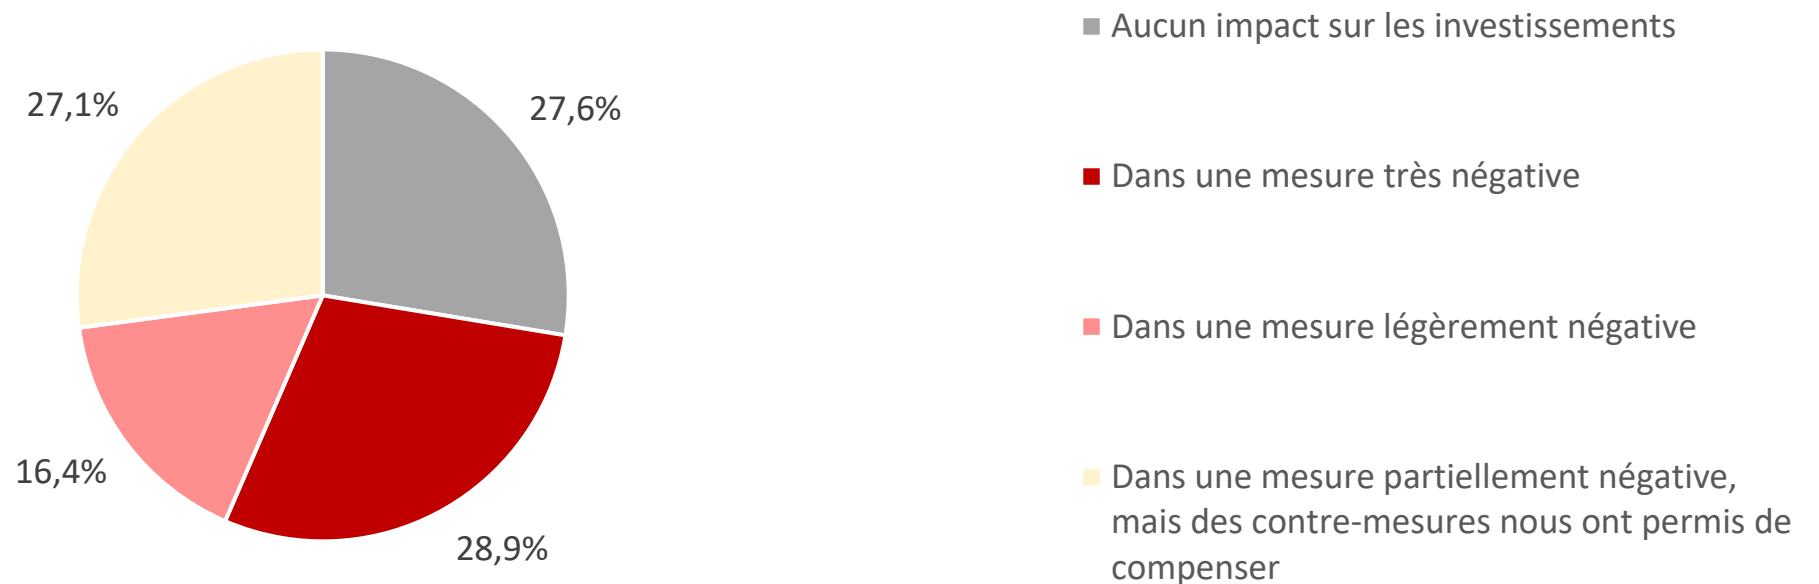 27,1%
27,6%
16,4%
28,9%
Aucun impact sur les investissements
Dans une mesure très négative
Dans une mesure légèrement négative
Dans une mesure partiellement négative,
mais des contre-mesures nous ont permis de
compenser